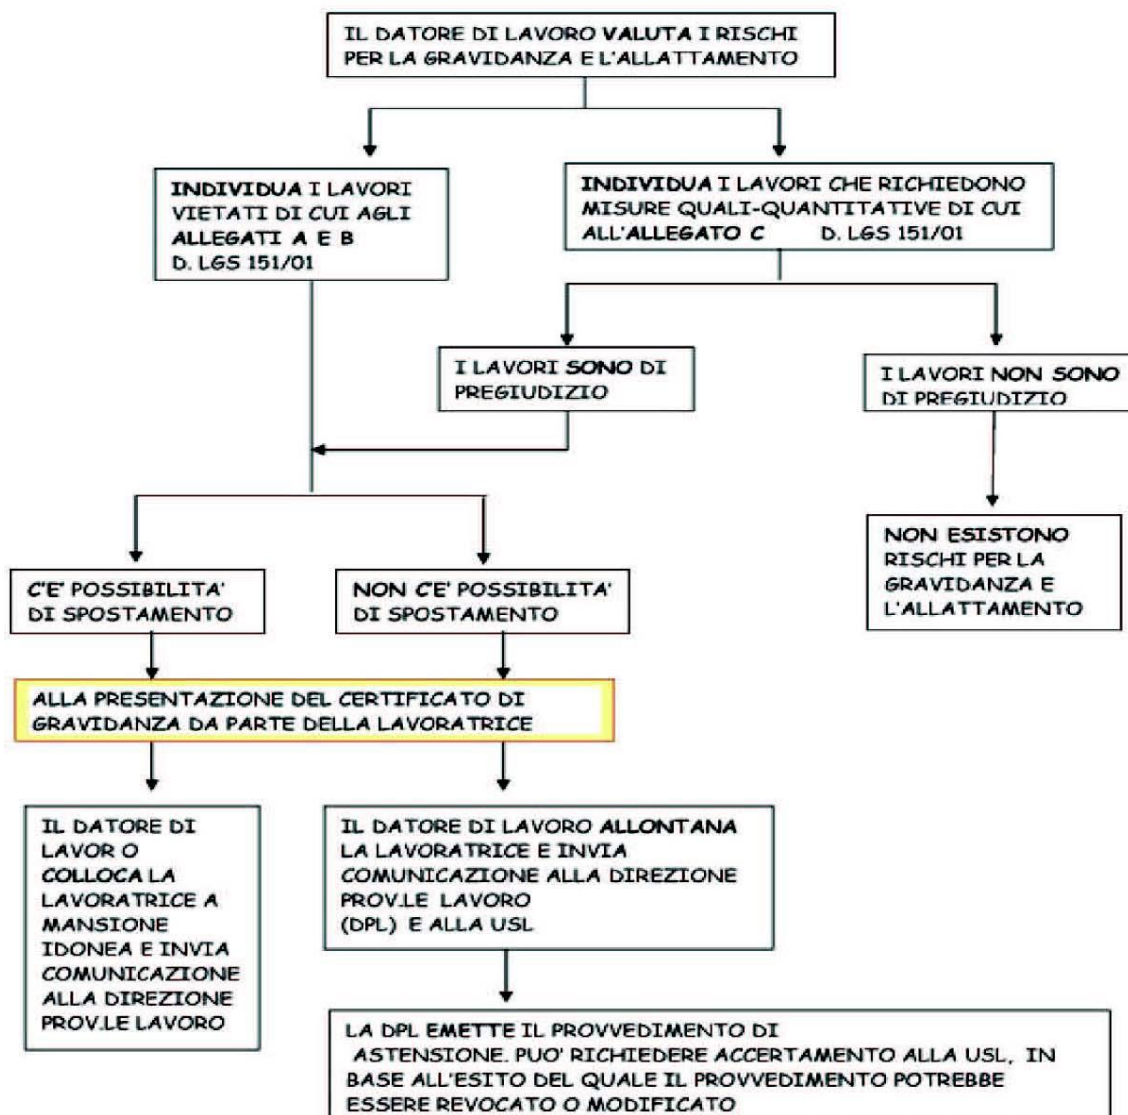 IL DATORE DI LAVORO VALUTA I RISCHI
PER LA GRAVIDANZA E L'ALLATTAMENTO
INDIVIDUA I LAVORI
VIETATI DI CUI AGLI
ALLEGATI A E B
D. LGS 151/01
INDIVIDUA I LAVORI CHE RICHIEDONO
MISURE QUALI-QUANTITATIVE DI CUI
ALL'ALLEGATO C D. LGS 151/01
I LAVORI SONO DI
PREGIUDIZIO
I LAVORI NON SONO
DI PREGIUDIZIO
NON ESISTONO
RISCHI PER LA
GRAVIDANZA E
L'ALLATTAMENTO
C'E' POSSIBILITA'
DI SPOSTAMENTO
NON C'E' POSSIBILITA'
DI SPOSTAMENTO
ALLA PRESENTAZIONE DEL CERTIFICATO DI
GRAVIDANZA DA PARTE DELLA LAVORATRICE
IL DATORE DI
LAVOR O
COLLOCA LA
LAVORATRICE A
MANSIONE
IDONEA E INVIA
COMUNICAZIONE
ALLA DIREZIONE
PROV.LE LAVORO
IL DATORE DI LAVORO ALLONTANA
LA LAVORATRICE E INVIA
COMUNICAZIONE ALLA DIREZIONE
PROV.LE LAVORO
(DPL) E ALLA USL
LA DPL EMETTE IL PROVVEDIMENTO DI
ASTENSIONE. PUO' RICHIEDERE ACCERTAMENTO ALLA USL, IN
BASE ALL'ESITO DEL QUALE IL PROVVEDIMENTO POTREBBE
ESSERE REVOCATO O MODIFICATO